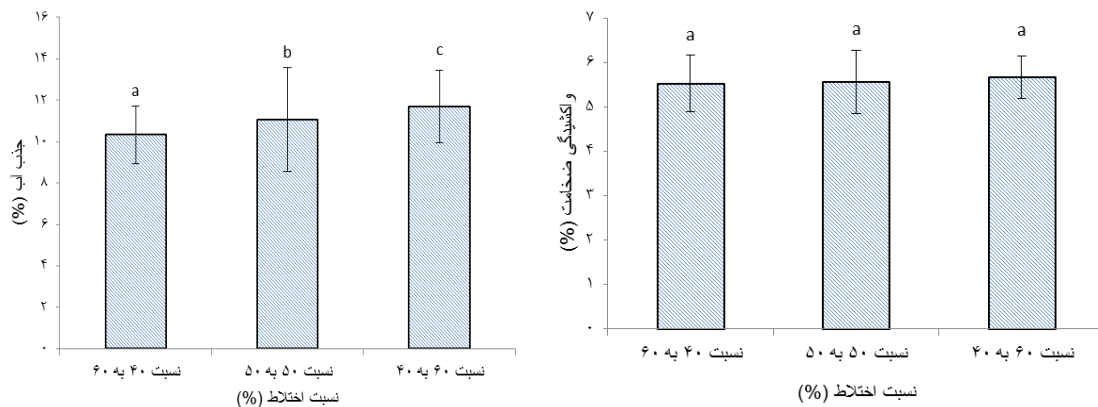 ۱۶
۱۴
۱۲
۱۰
۸
۶
۴
۲
۰
جذب آب (%)
a
b
c
نسبت ۴۰ به ۶۰
نسبت ۵۰ به ۵۰
نسبت ۶۰ به ۴۰
نسبت اختلاط (%)
۷
۶
۵
۴
۳
۲
۱
۰
واکشیدگی ضخامت (%)
a
a
a
نسبت ۴۰ به ۶۰
نسبت ۵۰ به ۵۰
نسبت ۶۰ به ۴۰
نسبت اختلاط (%)